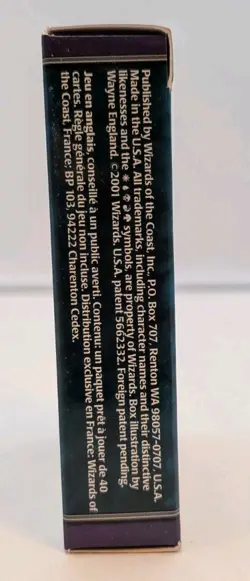 Published by Wizards of the Coast, Inc., P.O. Box 707, Renton WA 98057-0707, U.S.A.
Made in the U.S.A. All trademarks, including character names and their distinctive
likenesses and the symbols, are property of Wizards. Box illustration by
Wayne England. ©2001 Wizards. U.S.A. patent 5662332. Foreign patent pending.
Jeu en anglais, conseillé à un public averti. Contenu: un paquet prêt à jouer de 40
cartes. Règle générale du jeu non incluse. Distribution exclusive en France: Wizards of
the Coast, France; BP 103, 94222 Charenton Cedex.